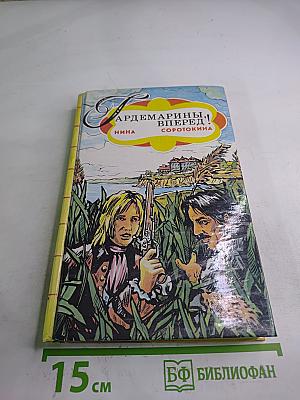 ГАРДЕМАРИНЫ,
ВПЕРЕД!
НИНА СОРОТОКИНА
15 см
БФ БИБЛИОФАН